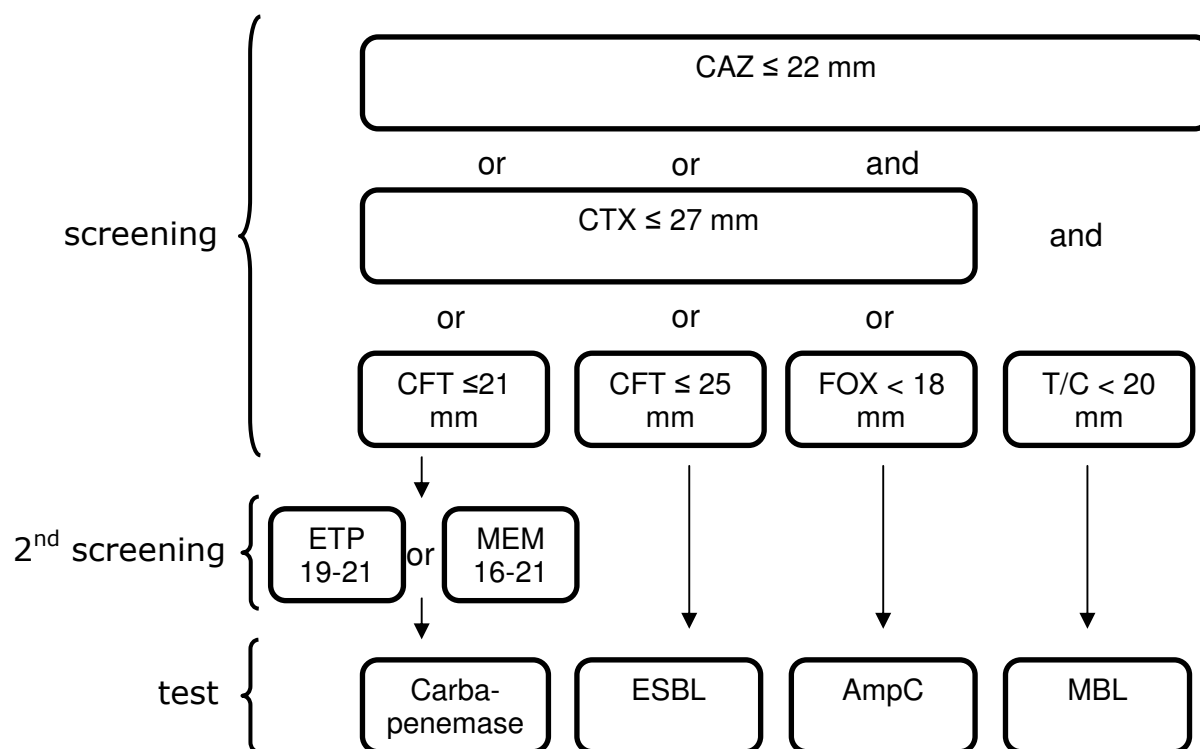 CAZ ≤ 22 mm
or or and
screening
CTX ≤ 27 mm
and
or or or
CFT ≤21
mm
CFT ≤ 25
mm
FOX < 18
mm
T/C < 20
mm
2nd screening
ETP
19-21
or
MEM
16-21
test
Carba-
penemase
ESBL
AmpC
MBL